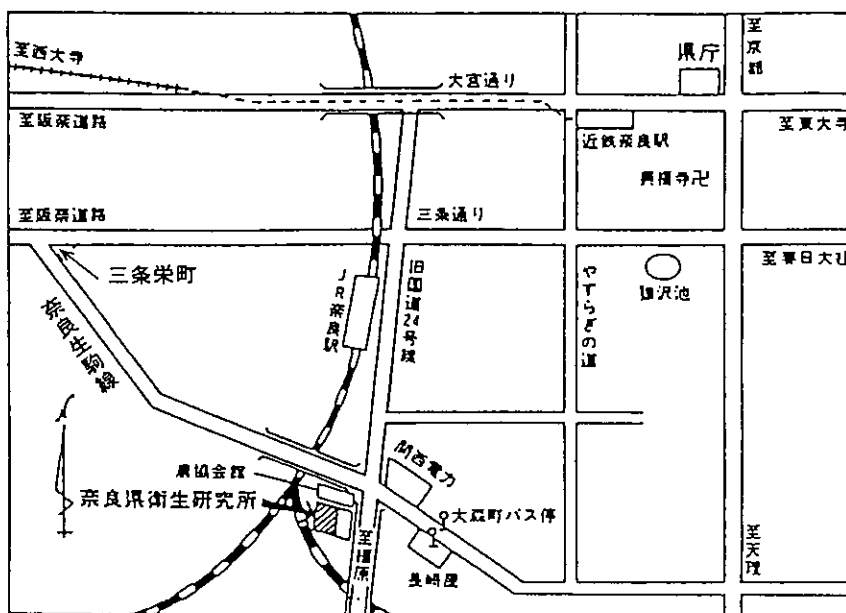 至西大寺
大宮通り
県庁
至京都
至阪奈道路
近鉄奈良駅
至東大寺
興福寺卍
至阪奈道路
三条通り
三条栄町
JR奈良駅
旧国道24号線
やすらぎの道
猿沢池
至春日大社
奈良生駒線
農協会館
関西電力
奈良県衛生研究所
大森町バス停
至橿原
長崎屋
至天理